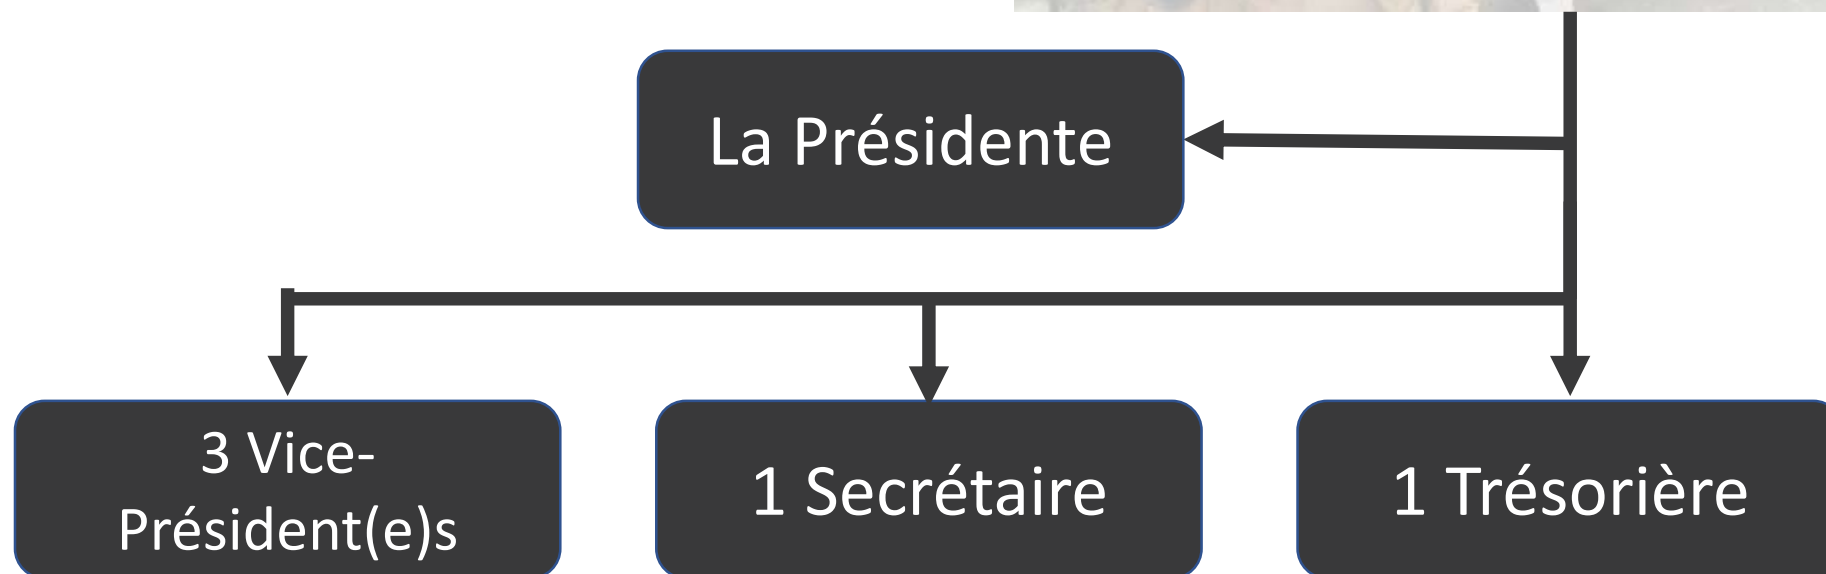 La Présidente
3 Vice-
Président(e)s
1 Secrétaire
1 Trésorière